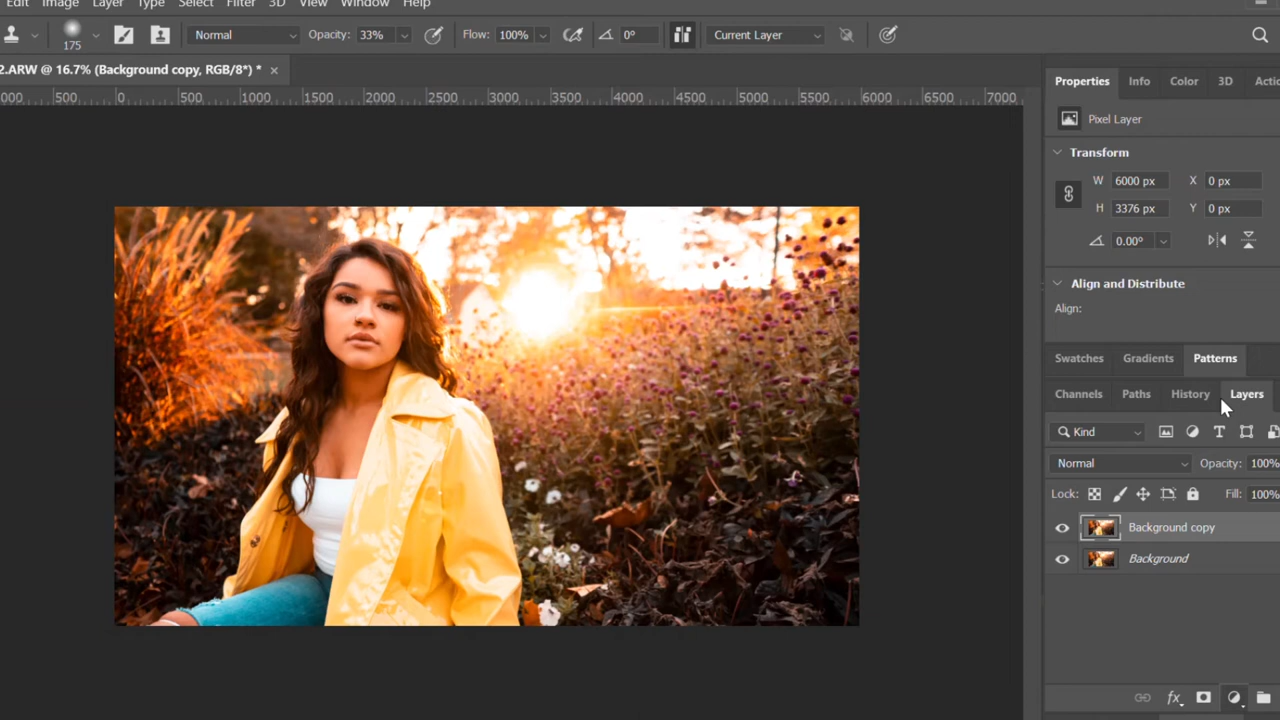 Edit Image Layer Type Select Filter 3D View Window Help
175 Normal Opacity: 33% Flow: 100% 0° Current Layer
2.ARW @ 16.7% (Background copy, RGB/8*) * ×
000 500 0 500 1000 1500 2000 2500 3000 3500 4000 4500 5000 5500 6000 6500 7000
Properties Info Color 3D Actio
Pixel Layer
Transform
W 6000 px X 0 px
H 3376 px Y 0 px
0.00°
Align and Distribute
Align:
Swatches Gradients Patterns
Channels Paths History Layers
Kind
Normal Opacity: 100%
Lock: Fill: 100%
Background copy
Background
fx